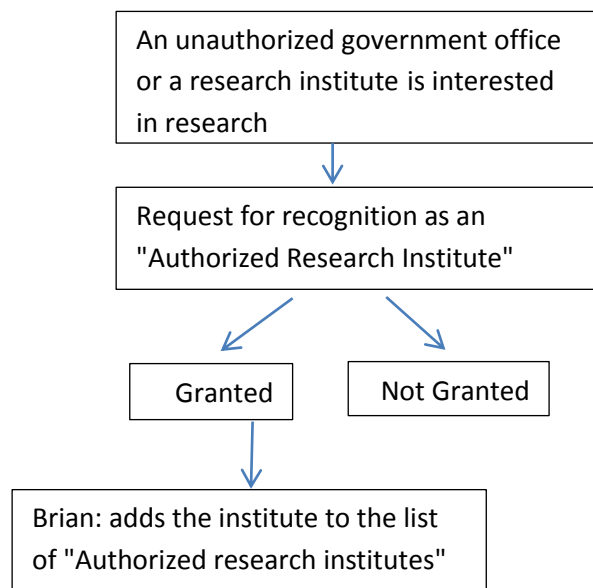 An unauthorized government office
or a research institute is interested
in research
Request for recognition as an
"Authorized Research Institute"
Granted
Not Granted
Brian: adds the institute to the list
of "Authorized research institutes"